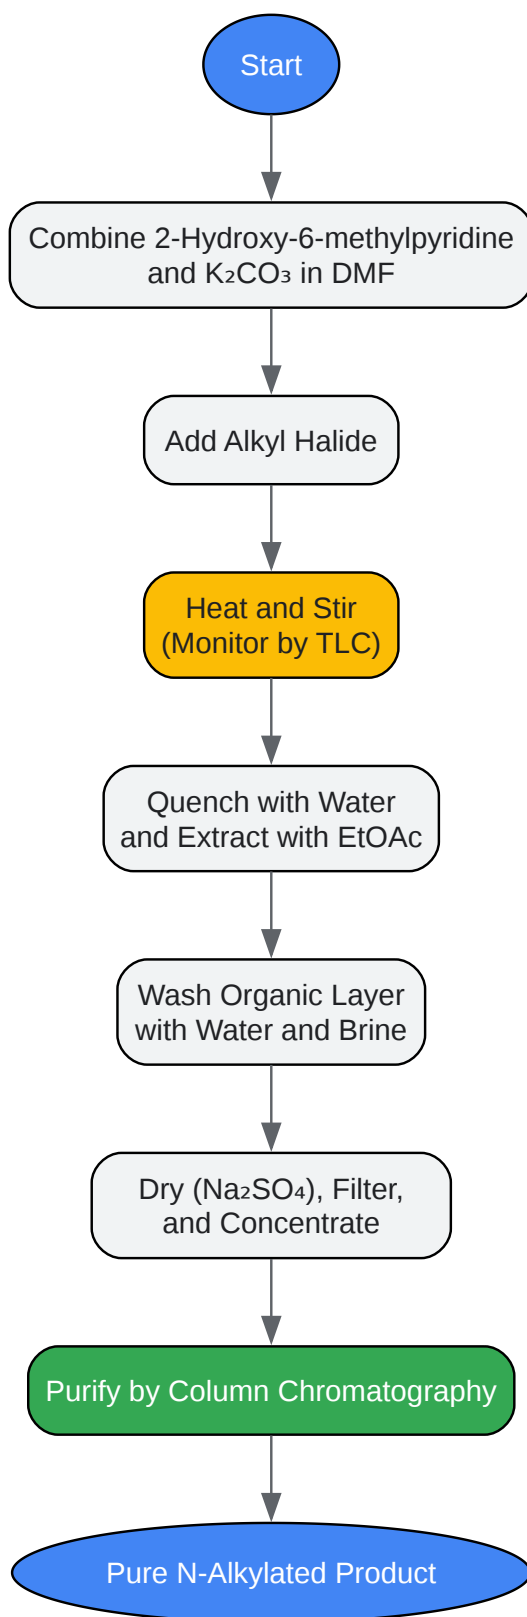 Start
Combine 2-Hydroxy-6-methylpyridine
and K₂CO₃ in DMF
Add Alkyl Halide
Heat and Stir
(Monitor by TLC)
Quench with Water
and Extract with EtOAc
Wash Organic Layer
with Water and Brine
Dry (Na₂SO₄), Filter,
and Concentrate
Purify by Column Chromatography
Pure N-Alkylated Product